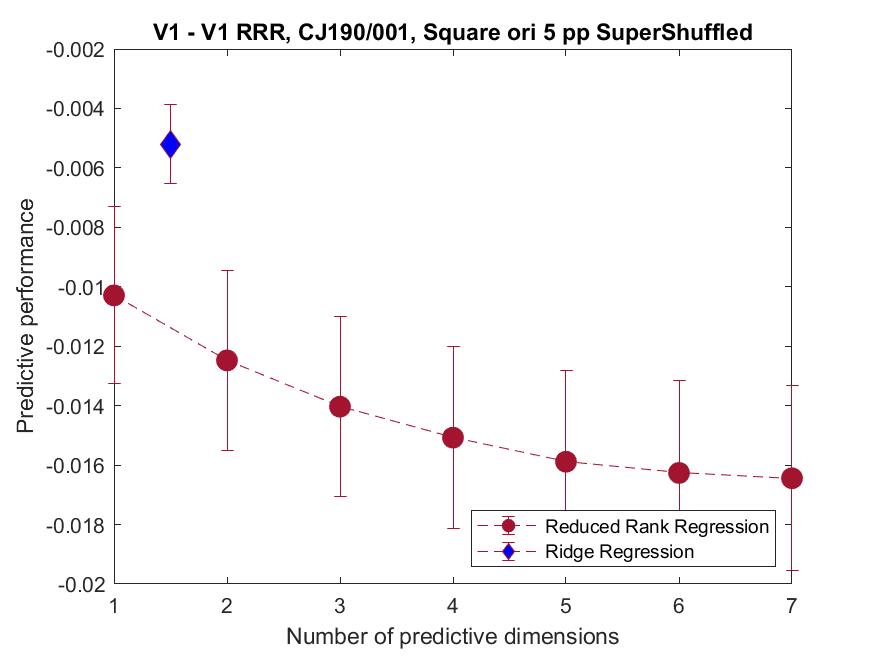 V1 - V1 RRR, CJ190/001, Square ori 5 pp SuperShuffled
-0.002
-0.004
-0.006
-0.008
-0.01
-0.012
-0.014
-0.016
-0.018
-0.02
Predictive performance
Reduced Rank Regression
Ridge Regression
1 2 3 4 5 6 7
Number of predictive dimensions